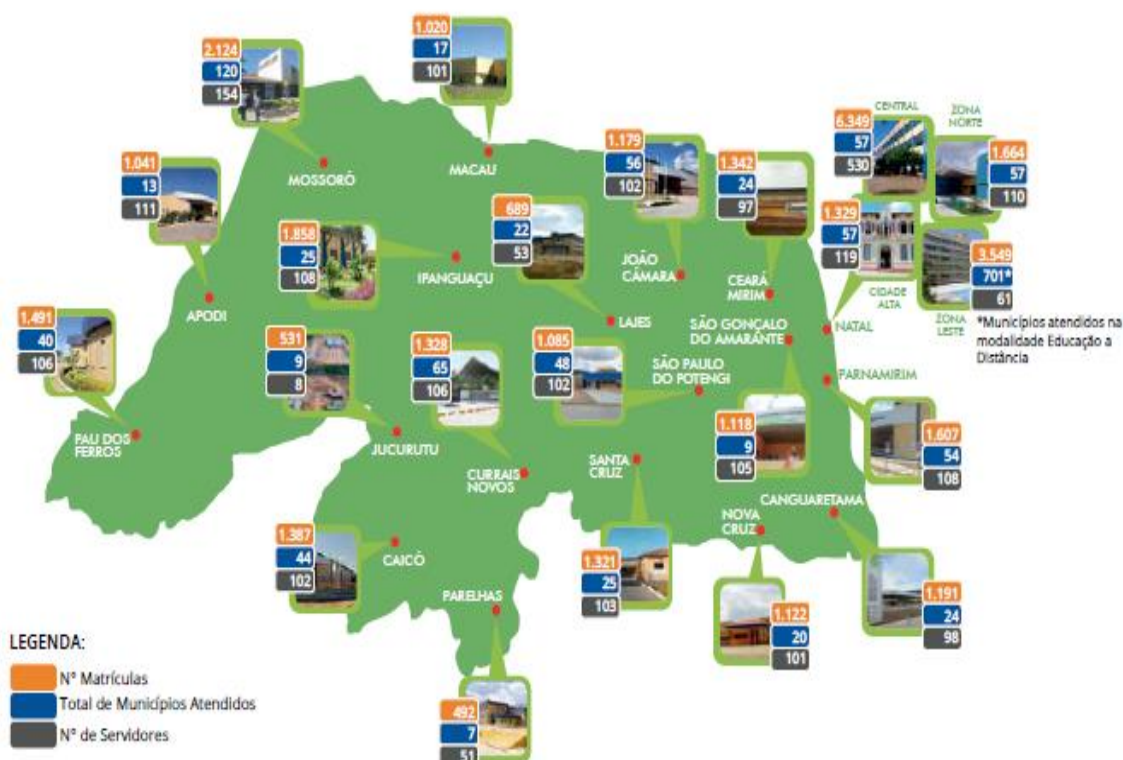 2.124
120
154
MOSSORÓ
1.020
17
101
MACAU
1.041
13
111
APODI
1.858
25
108
IPANGUAÇU
689
22
53
LAJES
1.179
56
102
JOÃO
CÂMARA
1.342
24
97
CEARÁ
MIRIM
CENTRAL
6.349
57
530
ZONA
NORTE
1.664
57
110
1.329
57
119
CIDADE
ALTA
3.549
701*
61
ZONA
LESTE
NATAL
*Municípios atendidos na
modalidade Educação a
Distância
1.491
40
106
PAU DOS
FERROS
531
9
8
JUCURUTU
1.328
65
106
CURRAIS
NOVOS
1.085
48
102
SÃO PAULO
DO POTENGI
SÃO GONÇALO
DO AMARANTE
1.118
9
105
PARNAMIRIM
1.607
54
108
SANTA
CRUZ
1.321
25
103
NOVA
CRUZ
1.122
20
101
CANGUARETAMA
1.191
24
98
1.387
44
102
CAICÓ
PARELHAS
492
7
51
LEGENDA:
N° Matrículas
Total de Municípios Atendidos
N° de Servidores